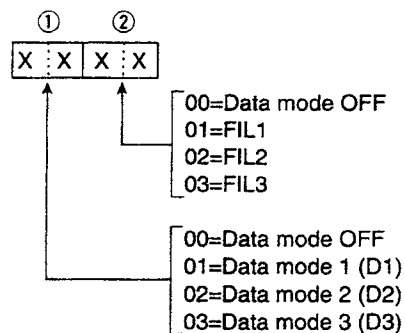 ① ②
X X X X
00=Data mode OFF
01=FIL1
02=FIL2
03=FIL3
00=Data mode OFF
01=Data mode 1 (D1)
02=Data mode 2 (D2)
03=Data mode 3 (D3)